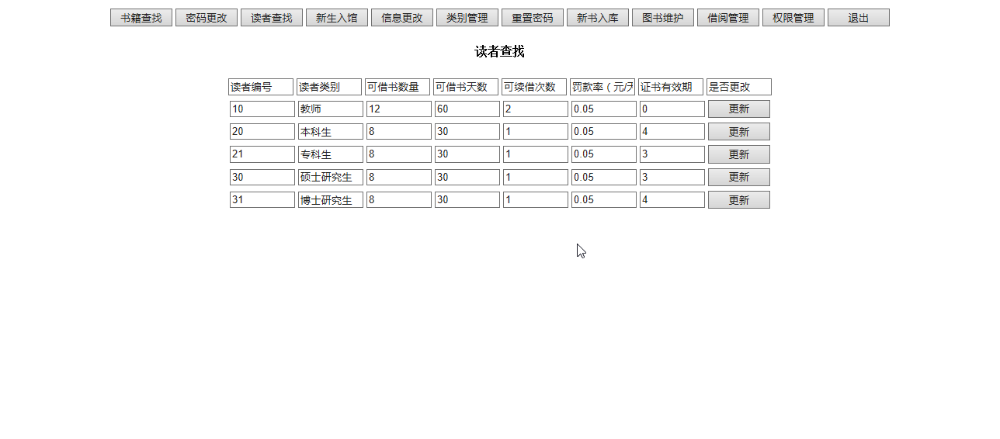 书籍查找 密码更改 读者查找 新生入馆 信息更改 类别管理 重置密码 新书入库 图书维护 借阅管理 权限管理 退出
读者查找
读者编号 读者类别 可借书数量 可借书天数 可续借次数 罚款率（元/天 证书有效期 是否更改
10 教师 12 60 2 0.05 0 更新
20 本科生 8 30 1 0.05 4 更新
21 专科生 8 30 1 0.05 3 更新
30 硕士研究生 8 30 1 0.05 3 更新
31 博士研究生 8 30 1 0.05 4 更新